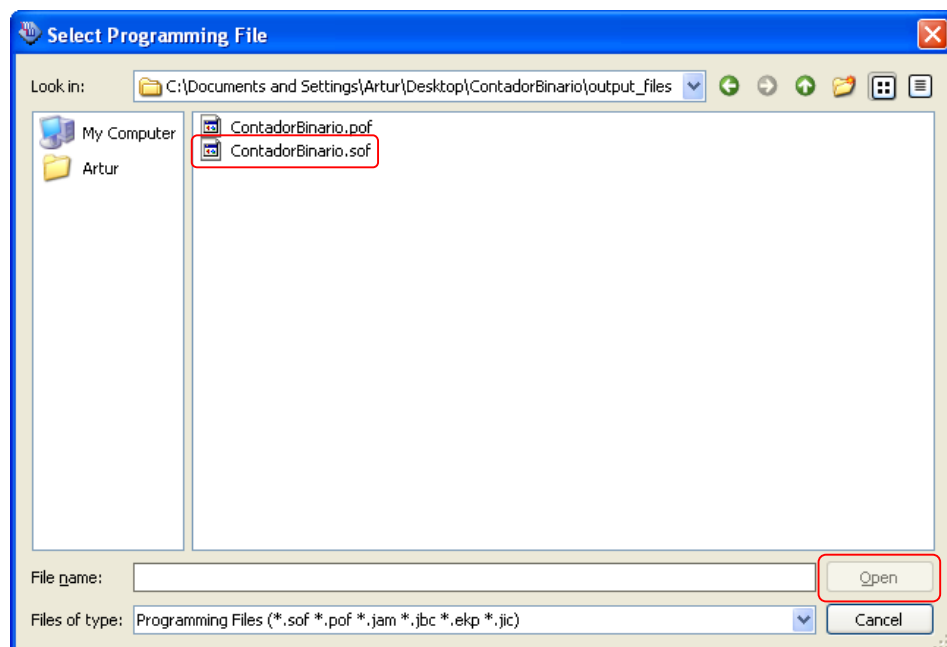 Select Programming File
Look in: C:\Documents and Settings\Artur\Desktop\ContadorBinario\output_files
My Computer
Artur
ContadorBinario.pof
ContadorBinario.sof
File name:
Open
Files of type: Programming Files (*.sof *.pof *.jam *.jbc *.ekp *.jic)
Cancel